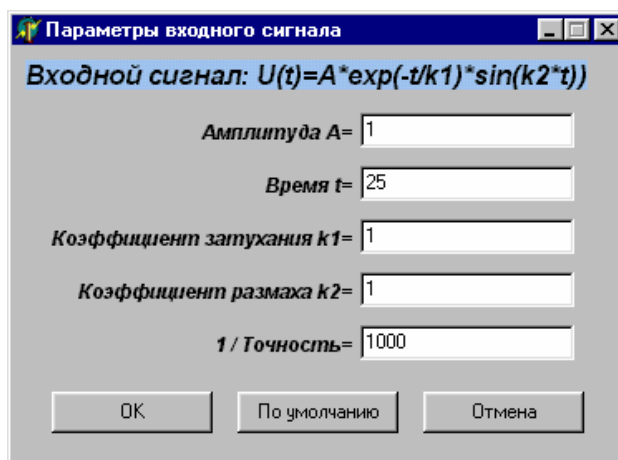 Параметры входного сигнала
Входной сигнал: U(t)=A*exp(-t/k1)*sin(k2*t))
Амплитуда A= 1
Время t= 25
Коэффициент затухания k1= 1
Коэффициент размаха k2= 1
1 / Точность= 1000
OK По умолчанию Отмена